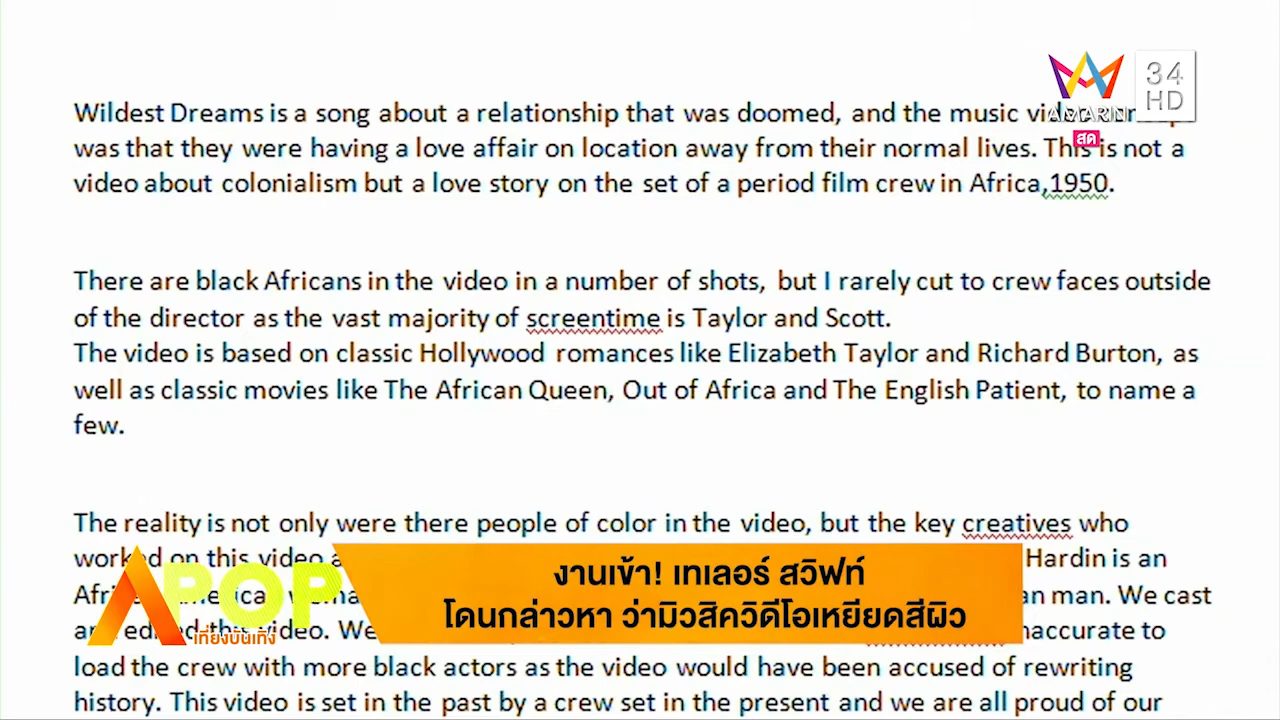 34
HD
AMARIN
สด
Wildest Dreams is a song about a relationship that was doomed, and the music
was that they were having a love affair on location away from their normal lives. This is not a
video about colonialism but a love story on the set of a period film crew in Africa,1950.
There are black Africans in the video in a number of shots, but I rarely cut to crew faces outside
of the director as the vast majority of screentime is Taylor and Scott.
The video is based on classic Hollywood romances like Elizabeth Taylor and Richard Burton, as
well as classic movies like The African Queen, Out of Africa and The English Patient, to name a
few.
The reality is not only were there people of color in the video, but the key creatives who
worked on this video Hardin is an
an man. We cast
video. We
load the crew with more black actors as the video would have been accused of rewriting
history. This video is set in the past by a crew set in the present and we are all proud of our
POP
เที่ยงบันเทิง
งานเข้า! เทเลอร์ สวิฟท์
โดนกล่าวหา ว่ามิวสิควิดีโอเหยียดสีผิว